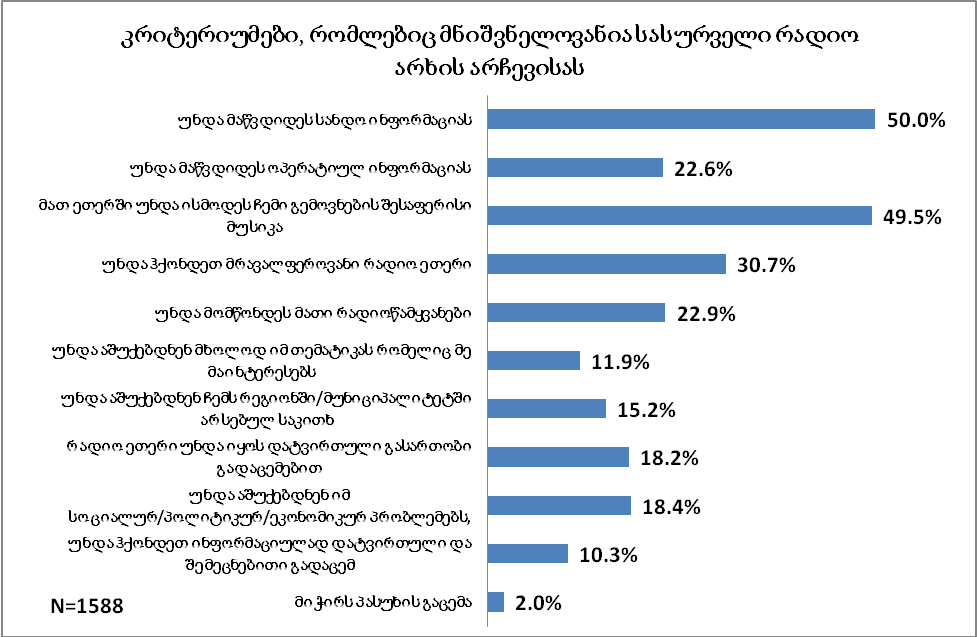 კრიტერიუმები, რომლებიც მნიშვნელოვანია სასურველი რადიო
არხის არჩევისას
უნდა მაწვდიდეს სანდო ინფორმაციას
50.0%
უნდა მაწვდიდეს ოპერატიულ ინფორმაციას
22.6%
მათ ეთერში უნდა ისმოდეს ჩემი გემოვნების შესაფერისი
მუსიკა
49.5%
უნდა ჰქონდეთ მრავალფეროვანი რადიო ეთერი
30.7%
უნდა მომწონდეს მათი რადიოწამყვანები
22.9%
უნდა აშუქებდნენ მხოლოდ იმ თემატიკას რომელიც მე
მაინტერესებს
11.9%
უნდა აშუქებდნენ ჩემს რეგიონში/მუნიციპალიტეტში
არსებულ საკითხ
15.2%
რადიო ეთერი უნდა იყოს დატვირთული გასართობი
გადაცემებით
18.2%
უნდა აშუქებდნენ იმ
სოციალურ/პოლიტიკურ/ეკონომიკურ პრობლემებს,
18.4%
უნდა ჰქონდეთ ინფორმაციულად დატვირთული და
შემეცნებითი გადაცემ
10.3%
მიჭირს პასუხის გაცემა
2.0%
N=1588